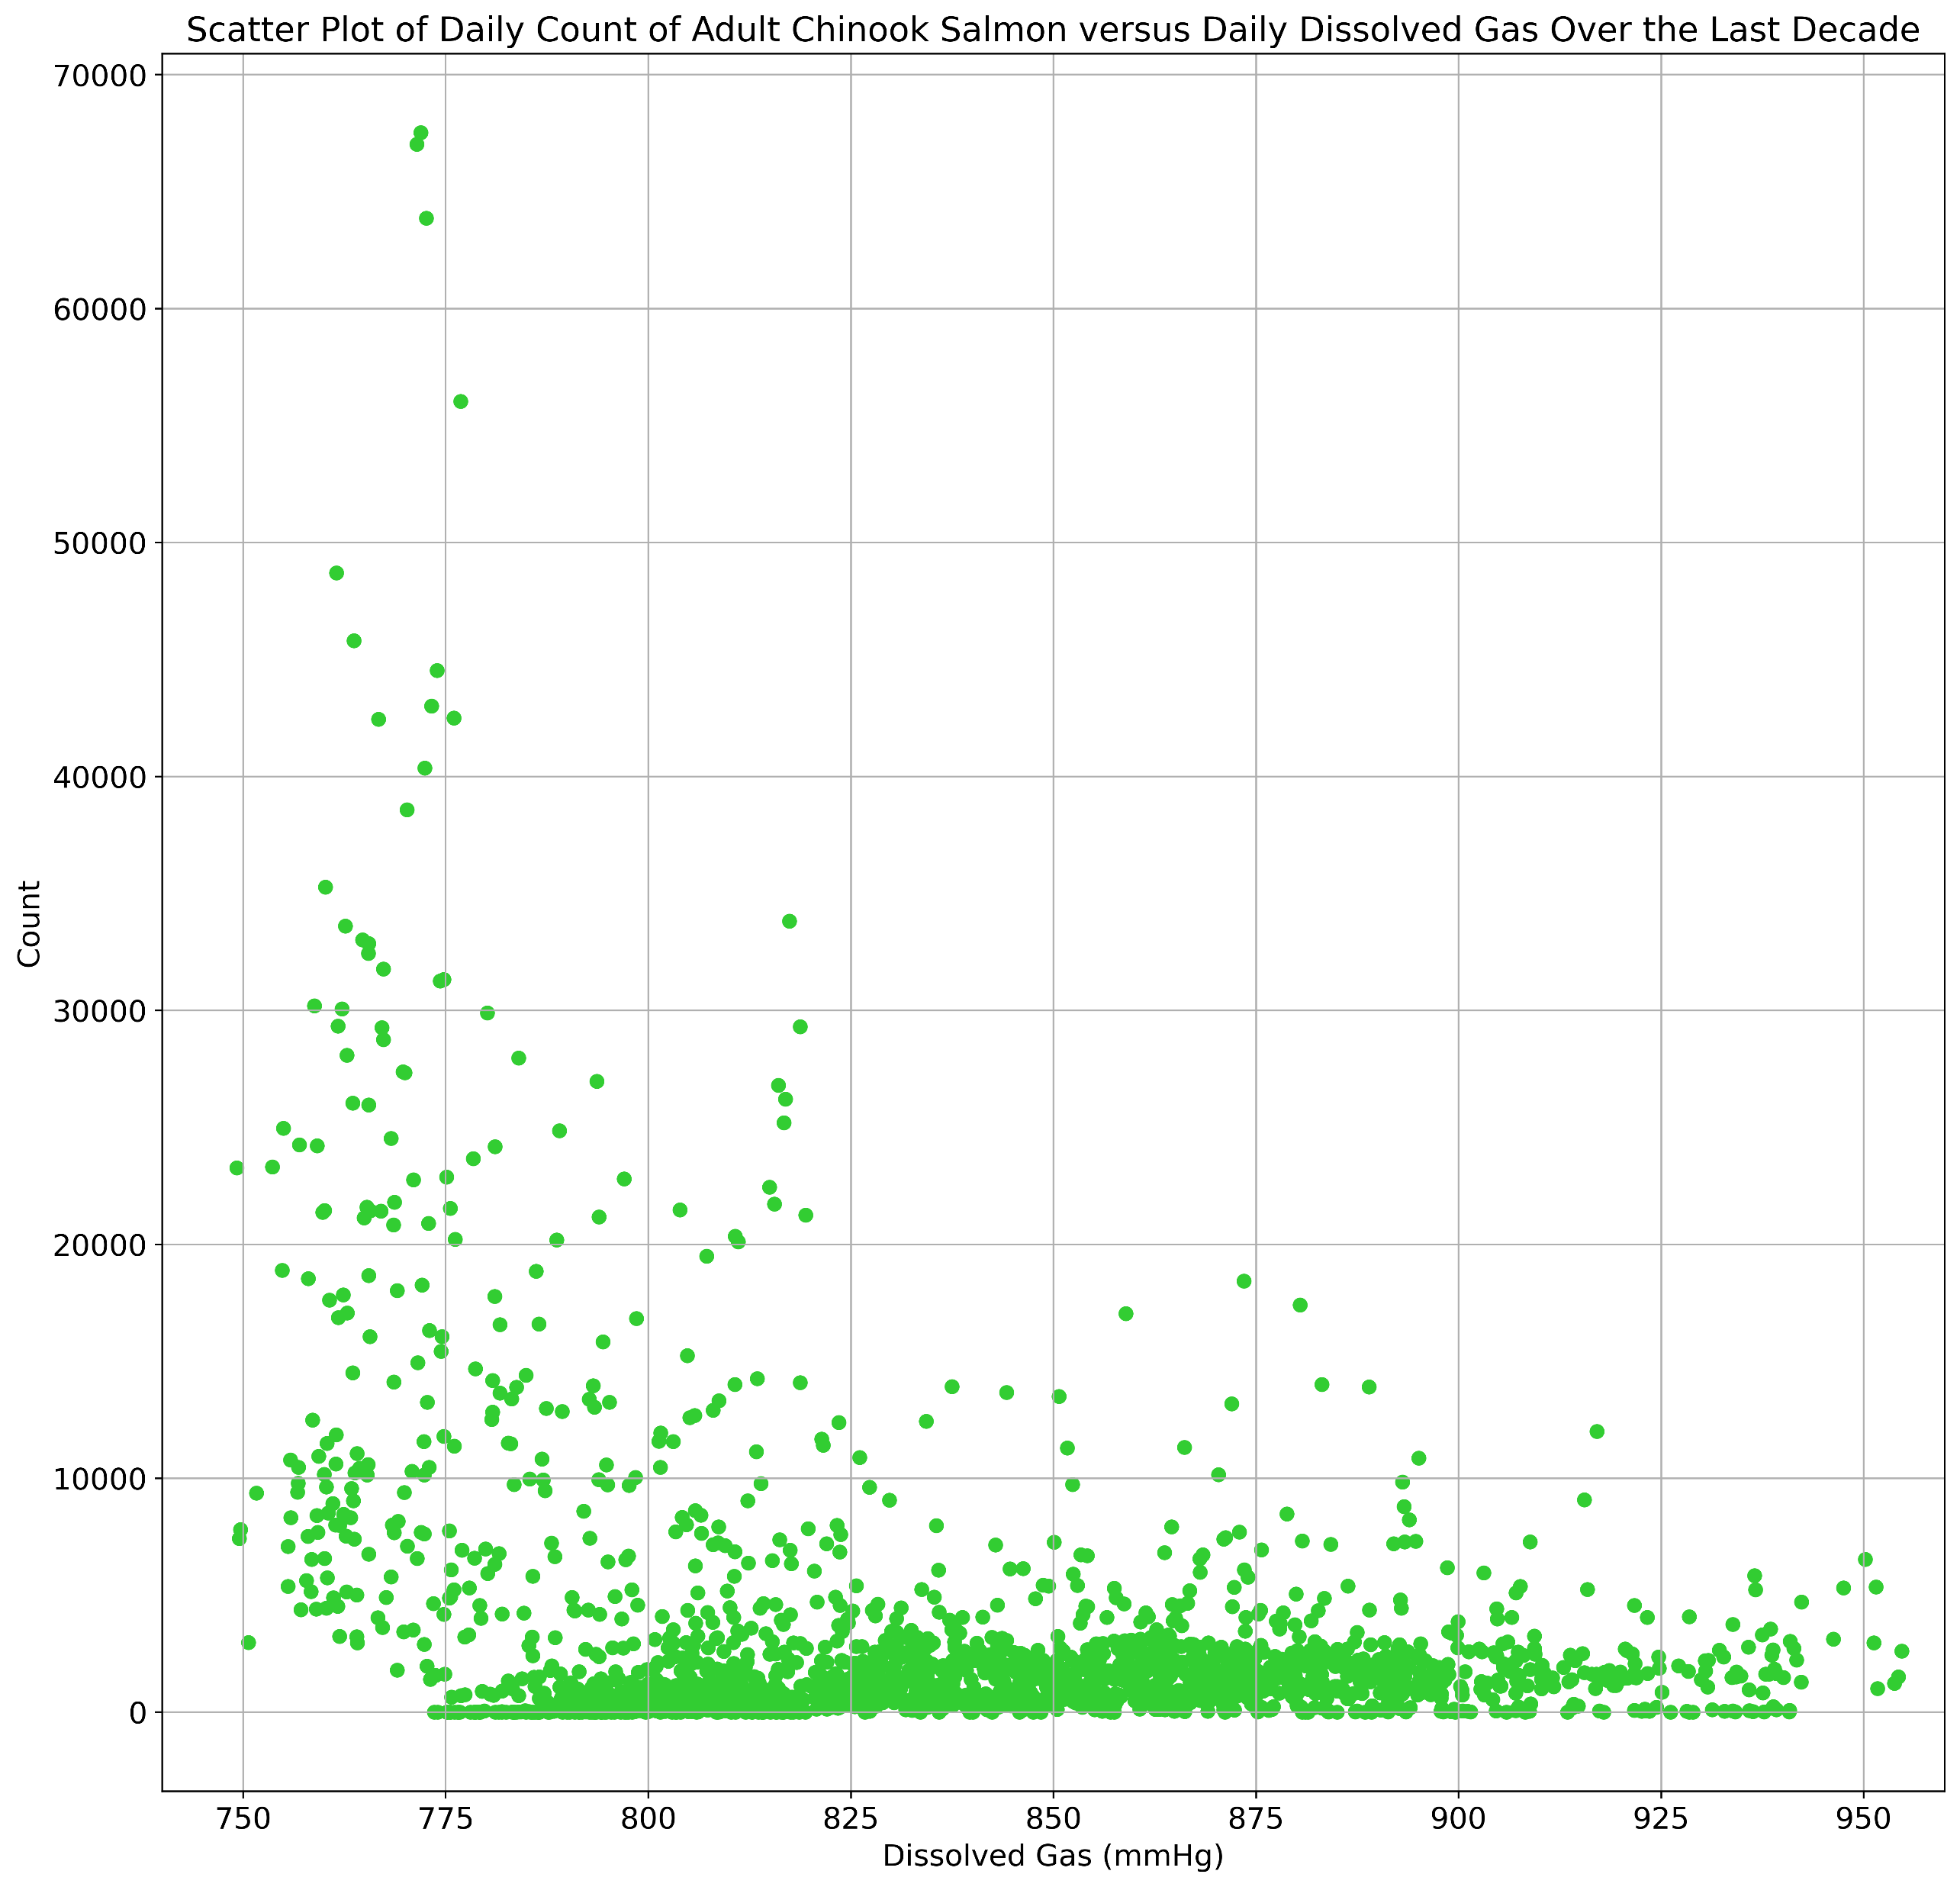 Scatter Plot of Daily Count of Adult Chinook Salmon versus Daily Dissolved Gas Over the Last Decade
70000
60000
50000
40000
30000
20000
10000
0
Count
750 775 800 825 850 875 900 925 950
Dissolved Gas (mmHg)